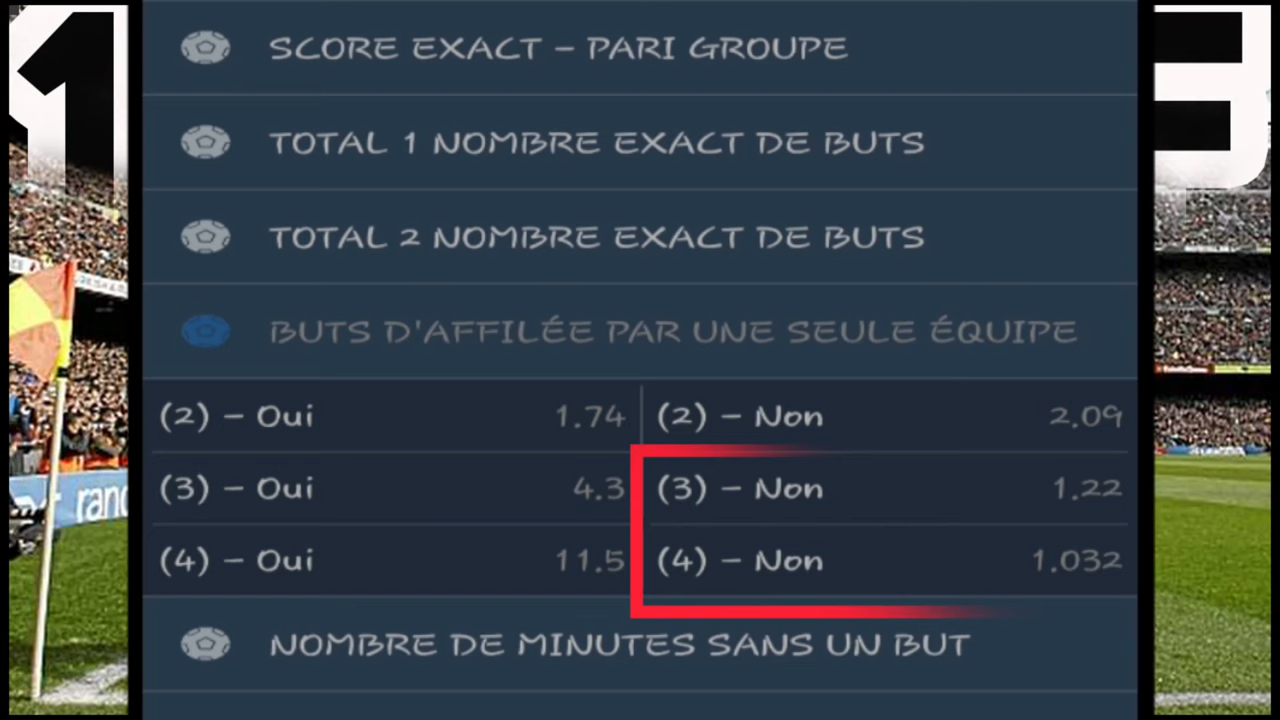 1
3
SCORE EXACT - PARI GROUPE
TOTAL 1 NOMBRE EXACT DE BUTS
TOTAL 2 NOMBRE EXACT DE BUTS
BUTS D'AFFILÉE PAR UNE SEULE ÉQUIPE
(2) - Oui 1.74 (2) - Non 2.09
(3) - Oui 4.3 (3) - Non 1.22
(4) - Oui 11.5 (4) - Non 1.032
NOMBRE DE MINUTES SANS UN BUT